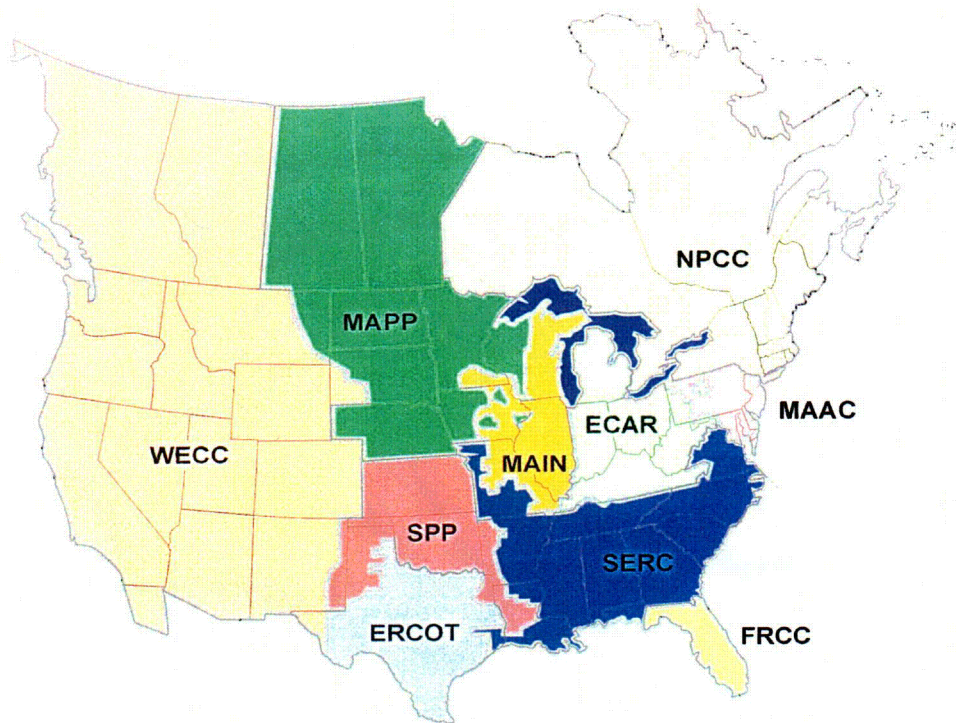 NPCC
MAPP
MAAC
ECAR
WECC
MAIN
SPP
SERC
ERCOT
FRCC